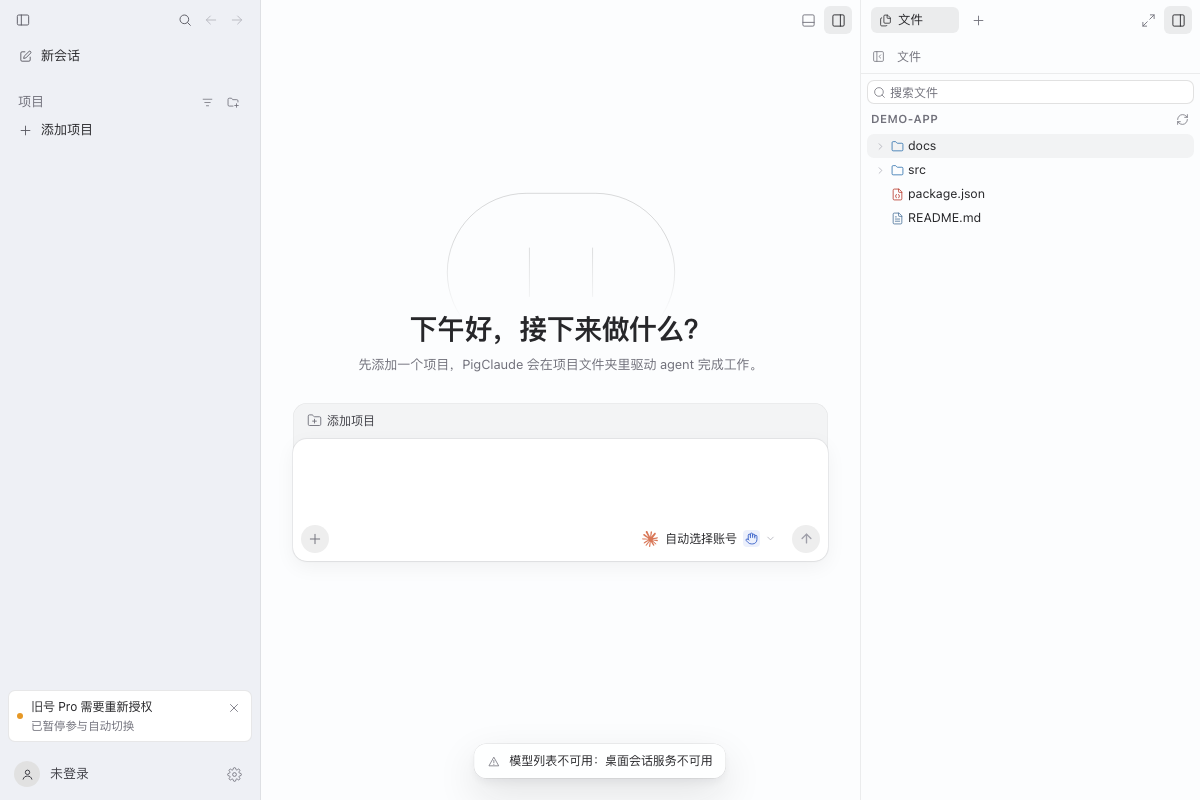 新会话
项目
添加项目
旧号 Pro 需要重新授权
已暂停参与自动切换
未登录
下午好，接下来做什么?
先添加一个项目，PigClaude 会在项目文件夹里驱动 agent 完成工作。
添加项目
自动选择账号
模型列表不可用：桌面会话服务不可用
文件
文件
搜索文件
DEMO-APP
docs
src
package.json
README.md